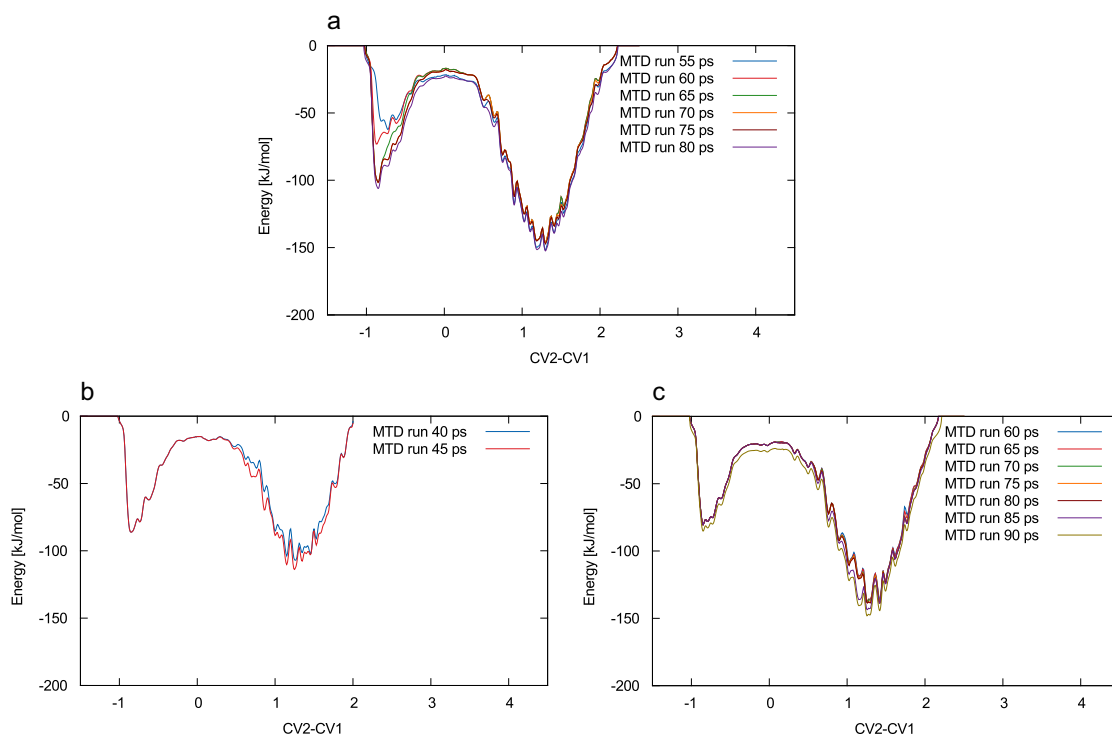 a
0
-50
-100
-150
-200
Energy [kJ/mol]
-1 0 1 2 3 4
CV2-CV1
MTD run 55 ps
MTD run 60 ps
MTD run 65 ps
MTD run 70 ps
MTD run 75 ps
MTD run 80 ps
b
0
-50
-100
-150
-200
Energy [kJ/mol]
-1 0 1 2 3 4
CV2-CV1
MTD run 40 ps
MTD run 45 ps
c
0
-50
-100
-150
-200
Energy [kJ/mol]
-1 0 1 2 3 4
CV2-CV1
MTD run 60 ps
MTD run 65 ps
MTD run 70 ps
MTD run 75 ps
MTD run 80 ps
MTD run 85 ps
MTD run 90 ps